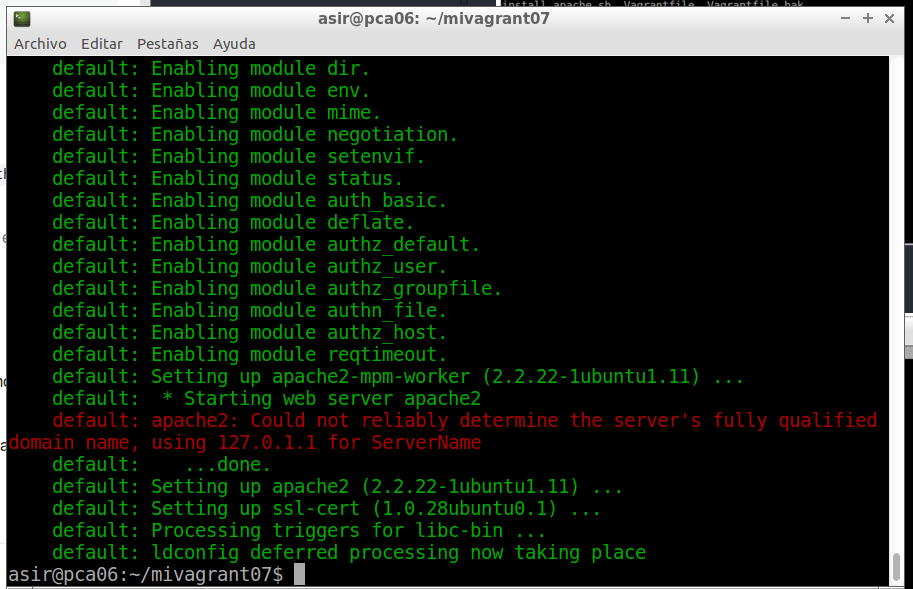 install_apache.sh Vagrantfile Vagrantfile.bak
asir@pca06: ~/mivagrant07
Archivo Editar Pestañas Ayuda
default: Enabling module dir.
default: Enabling module env.
default: Enabling module mime.
default: Enabling module negotiation.
default: Enabling module setenvif.
default: Enabling module status.
default: Enabling module auth_basic.
default: Enabling module deflate.
default: Enabling module authz_default.
default: Enabling module authz_user.
default: Enabling module authz_groupfile.
default: Enabling module authn_file.
default: Enabling module authz_host.
default: Enabling module reqtimeout.
default: Setting up apache2-mpm-worker (2.2.22-1ubuntu1.11) ...
default:  * Starting web server apache2
default: apache2: Could not reliably determine the server's fully qualified
domain name, using 127.0.1.1 for ServerName
default:    ...done.
default: Setting up apache2 (2.2.22-1ubuntu1.11) ...
default: Setting up ssl-cert (1.0.28ubuntu0.1) ...
default: Processing triggers for libc-bin ...
default: ldconfig deferred processing now taking place
asir@pca06:~/mivagrant07$